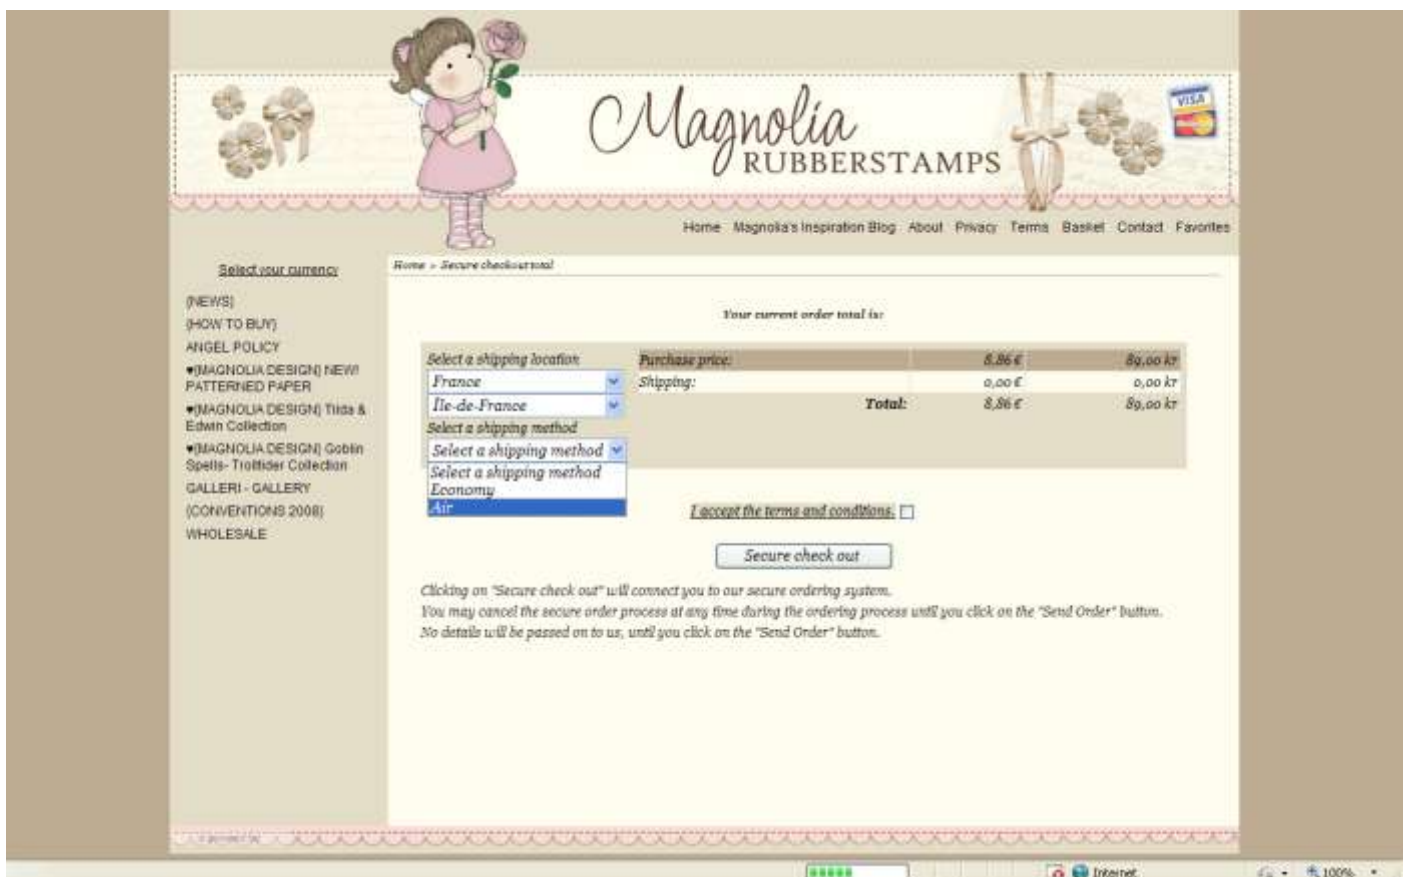 Magnolia
RUBBERSTAMPS
VISA
Home Magnolia's Inspiration Blog About Privacy Terms Basket Contact Favorites
Select your currency
Home » Secure checkout total
{NEWS}
{HOW TO BUY}
ANGEL POLICY
♥{MAGNOLIA DESIGN} NEW!
PATTERNED PAPER
♥{MAGNOLIA DESIGN} Tilda &
Edwin Collection
♥{MAGNOLIA DESIGN} Goblin
Spells- Trollfider Collection
GALLERI - GALLERY
{CONVENTIONS 2008}
WHOLESALE
Your current order total is:
Select a shipping location
France
Île-de-France
Select a shipping method
Select a shipping method
Select a shipping method
Economy
Air
Purchase price: 8,86 € 89,00 kr
Shipping: 0,00 € 0,00 kr
Total: 8,86 € 89,00 kr
I accept the terms and conditions.
Secure check out
Clicking on "Secure check out" will connect you to our secure ordering system.
You may cancel the secure order process at any time during the ordering process until you click on the "Send Order" button.
No details will be passed on to us, until you click on the "Send Order" button.
Internet
100%